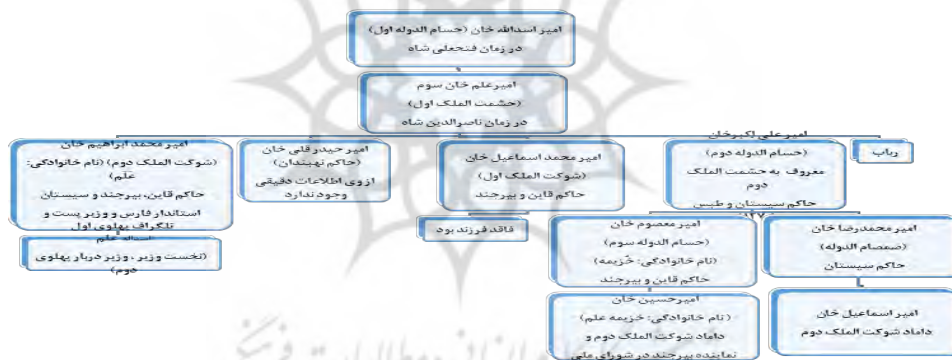 امیر اسدالله خان (حسام الدوله اول)
در زمان فتحعلی شاه
امیرعلم خان سوم
(حشمت الملک اول)
در زمان ناصرالدین شاه
رباب
امیر علی اکبرخان
(حسام الدوله دوم)
معروف به حشمت الملک
دوم
حاکم سیستان و طبس
امیر محمد اسماعیل خان
(شوکت الملک اول)
حاکم قاین و بیرجند
امیر حیدر قلی خان
(حاکم نهبندان)
از وی اطلاعات دقیقی
وجود ندارد
امیر محمد ابراهیم خان
(شوکت الملک دوم) (نام خانوادگی:
علم)
حاکم قاین، بیرجند و سیستان
استاندار فارس و وزیر پست و
تلگراف پهلوی اول
امیر محمدرضا خان
(صمصام الدوله)
حاکم سیستان
امیر معصوم خان
(حسام الدوله سوم)
(نام خانوادگی: خُزیمه)
حاکم قاین و بیرجند
فاقد فرزند بود
علم
(نخست وزیر ، وزیر دربار پهلوی
دوم)
امیر اسماعیل خان
داماد شوکت الملک دوم
امیرحسین خان
(نام خانوادگی: خزیمه علم)
داماد شوکت الملک دوم و
نماینده بیرجند در شورای ملی